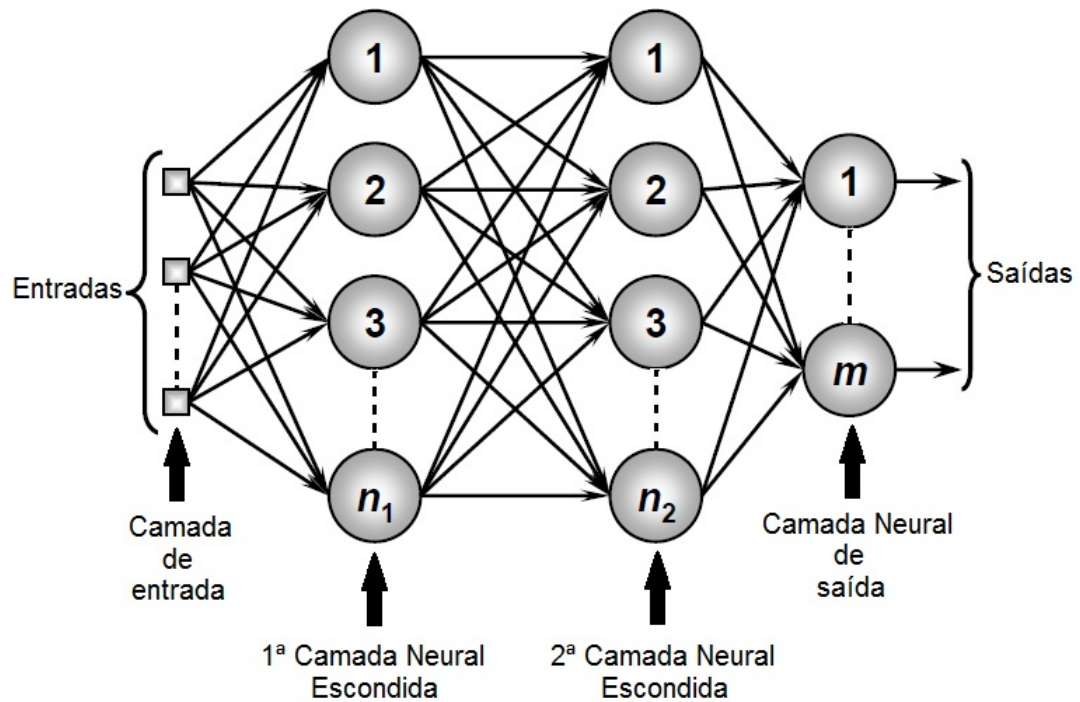 1
2
3
n₁
1
2
3
n₂
1
m
Entradas
Saídas
Camada
de
entrada
1ª Camada Neural
Escondida
2ª Camada Neural
Escondida
Camada Neural
de
saída